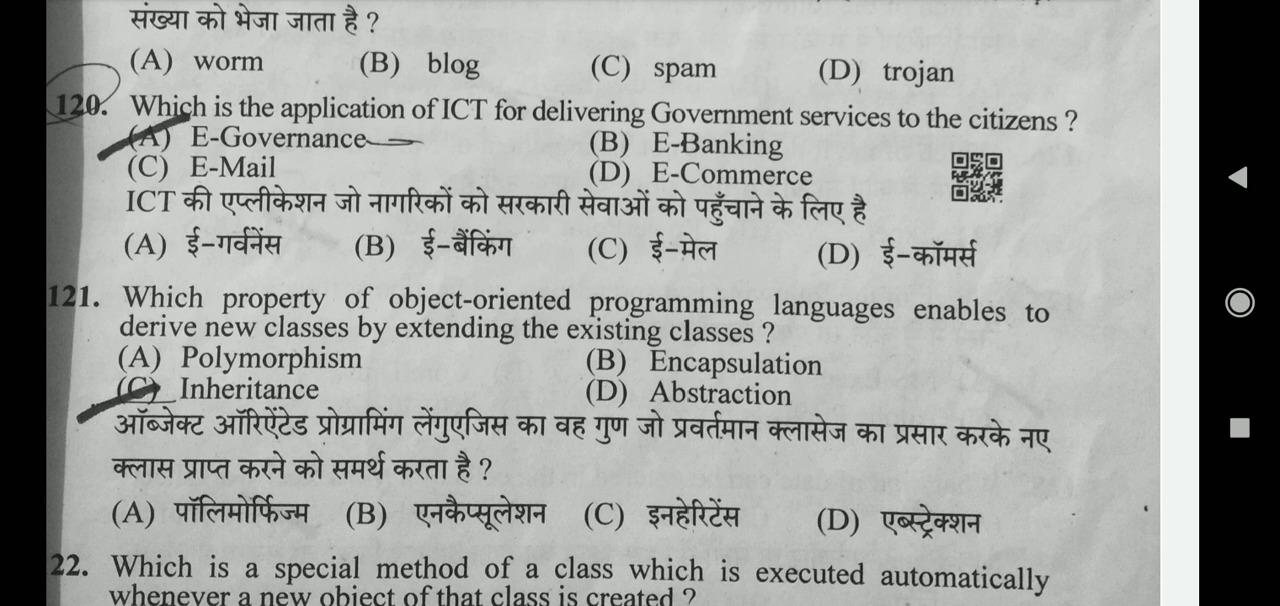 संख्या को भेजा जाता है ?
(A) worm (B) blog (C) spam (D) trojan
120. Which is the application of ICT for delivering Government services to the citizens ?
(A) E-Governance (B) E-Banking
(C) E-Mail (D) E-Commerce
ICT की एप्लीकेशन जो नागरिकों को सरकारी सेवाओं को पहुँचाने के लिए है
(A) ई-गर्वनेंस (B) ई-बैंकिंग (C) ई-मेल (D) ई-कॉमर्स
121. Which property of object-oriented programming languages enables to
derive new classes by extending the existing classes ?
(A) Polymorphism (B) Encapsulation
(C) Inheritance (D) Abstraction
ऑब्जेक्ट ऑरिऐंटेड प्रोग्रामिंग लेंगुएजिस का वह गुण जो प्रवर्तमान क्लासेज का प्रसार करके नए
क्लास प्राप्त करने को समर्थ करता है ?
(A) पॉलिमोर्फिज्म (B) एनकैप्सूलेशन (C) इनहेरिटेंस (D) एब्स्ट्रेक्शन
22. Which is a special method of a class which is executed automatically
whenever a new object of that class is created ?